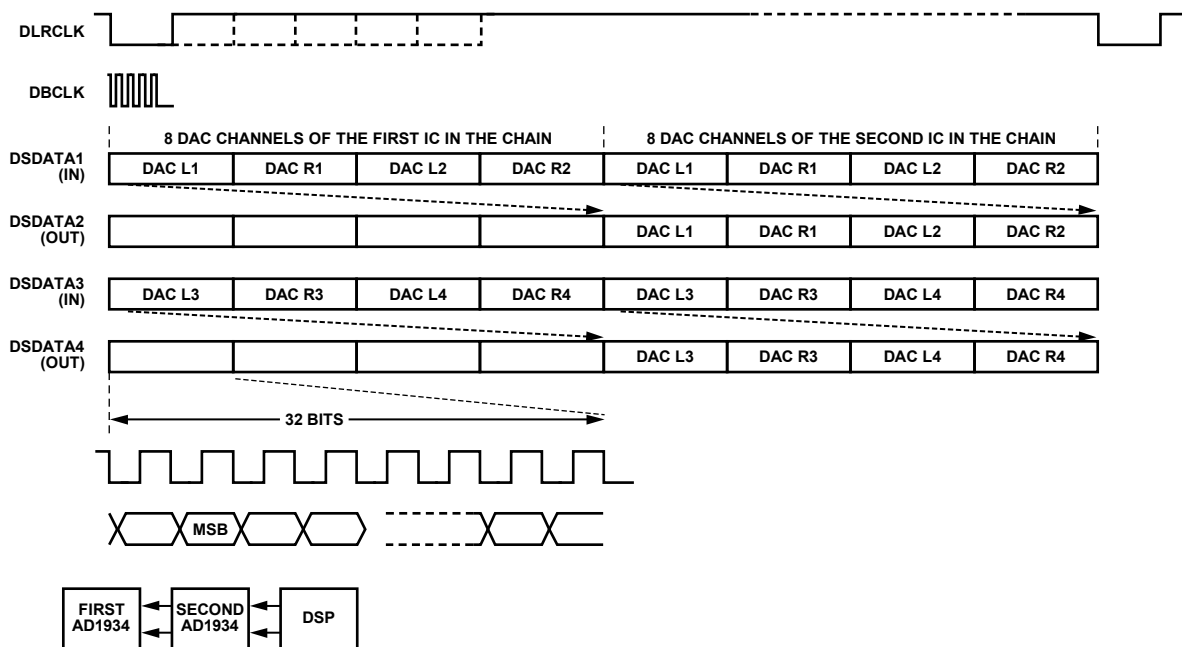 DLRCLK
DBCLK
8 DAC CHANNELS OF THE FIRST IC IN THE CHAIN
8 DAC CHANNELS OF THE SECOND IC IN THE CHAIN
DSDATA1
(IN)
DAC L1
DAC R1
DAC L2
DAC R2
DAC L1
DAC R1
DAC L2
DAC R2
DSDATA2
(OUT)
DAC L1
DAC R1
DAC L2
DAC R2
DSDATA3
(IN)
DAC L3
DAC R3
DAC L4
DAC R4
DAC L3
DAC R3
DAC L4
DAC R4
DSDATA4
(OUT)
DAC L3
DAC R3
DAC L4
DAC R4
32 BITS
MSB
FIRST
AD1934
SECOND
AD1934
DSP